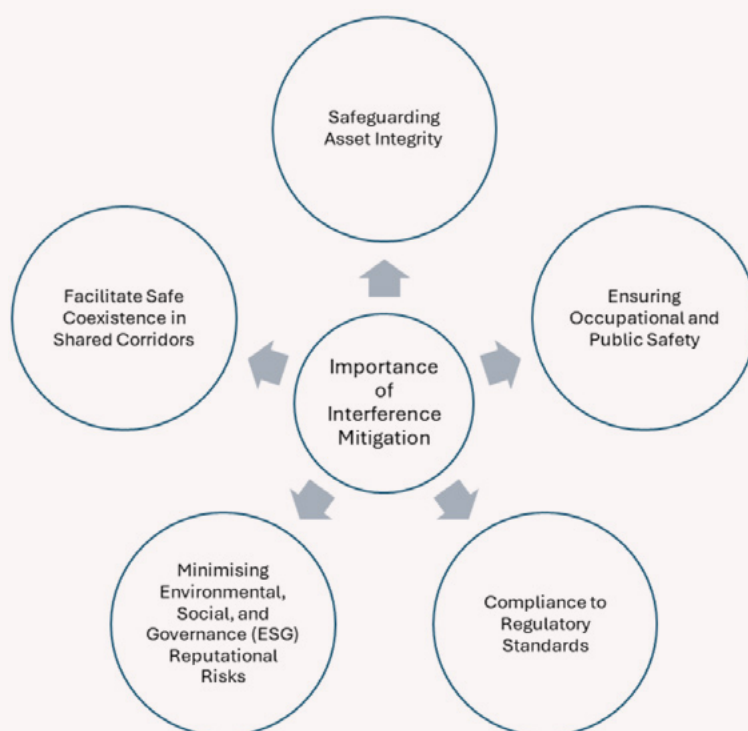 Safeguarding
Asset Integrity
Facilitate Safe
Coexistence in
Shared Corridors
Ensuring
Occupational and
Public Safety
Importance
of
Interference
Mitigation
Minimising
Environmental,
Social, and
Governance (ESG)
Reputational
Risks
Compliance to
Regulatory
Standards